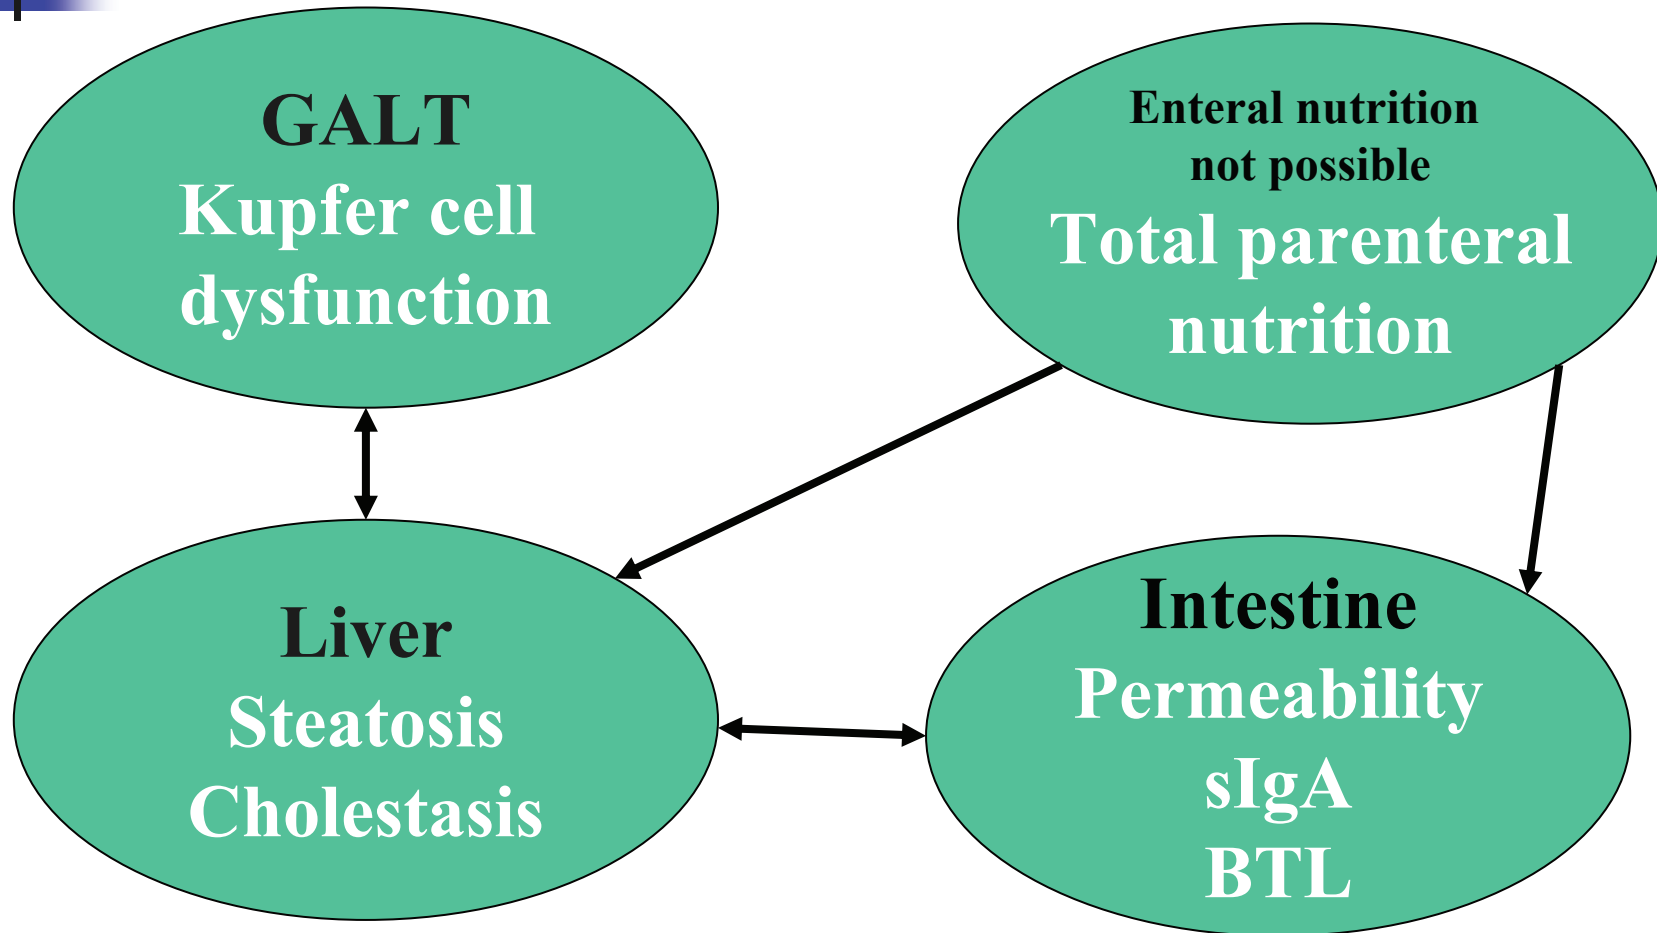 GALT
Kupfer cell
dysfunction
Enteral nutrition
not possible
Total parenteral
nutrition
Liver
Steatosis
Cholestasis
Intestine
Permeability
sIgA
BTL